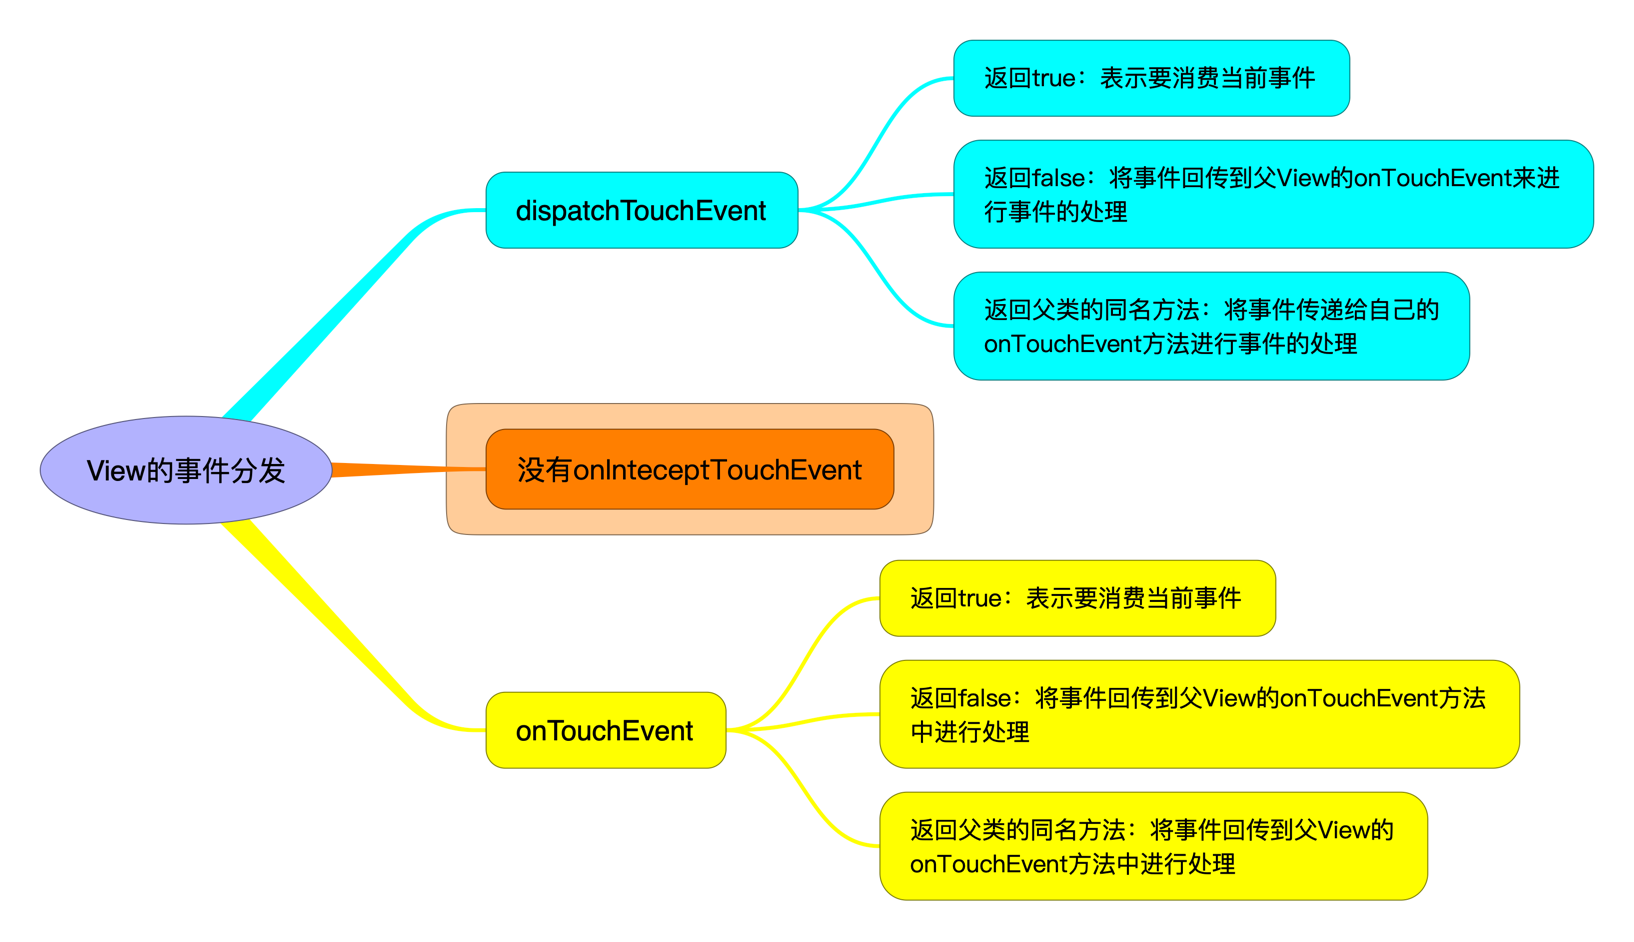 返回true：表示要消费当前事件
返回false：将事件回传到父View的onTouchEvent来进
行事件的处理
dispatchTouchEvent
返回父类的同名方法：将事件传递给自己的
onTouchEvent方法进行事件的处理
View的事件分发
没有onInteceptTouchEvent
返回true：表示要消费当前事件
返回false：将事件回传到父View的onTouchEvent方法
中进行处理
onTouchEvent
返回父类的同名方法：将事件回传到父View的
onTouchEvent方法中进行处理